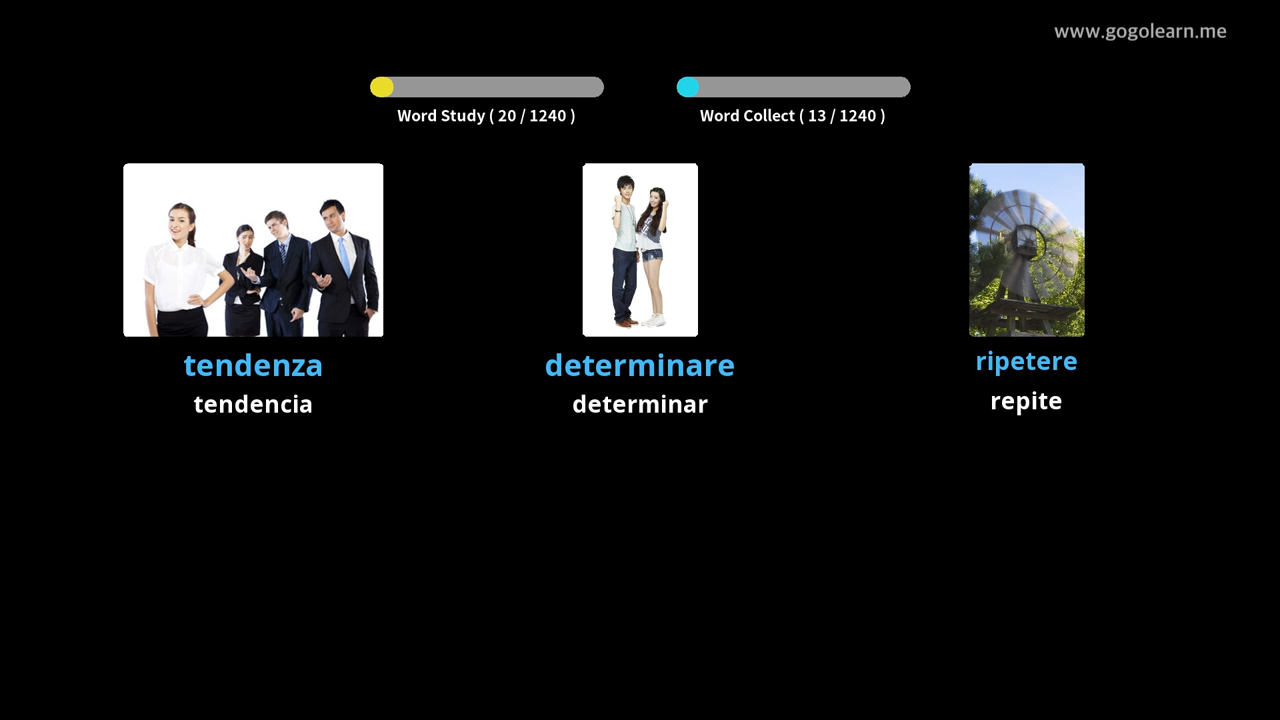 www.gogolearn.me
Word Study ( 20 / 1240 )
Word Collect ( 13 / 1240 )
tendenza
tendencia
determinare
determinar
ripetere
repite